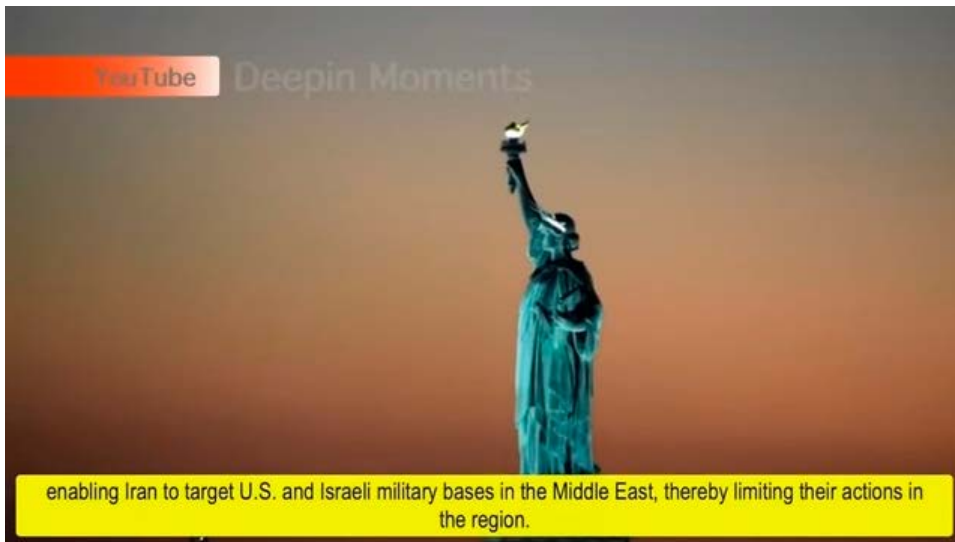 YouTube
Deepin Moments
enabling Iran to target U.S. and Israeli military bases in the Middle East, thereby limiting their actions in
the region.